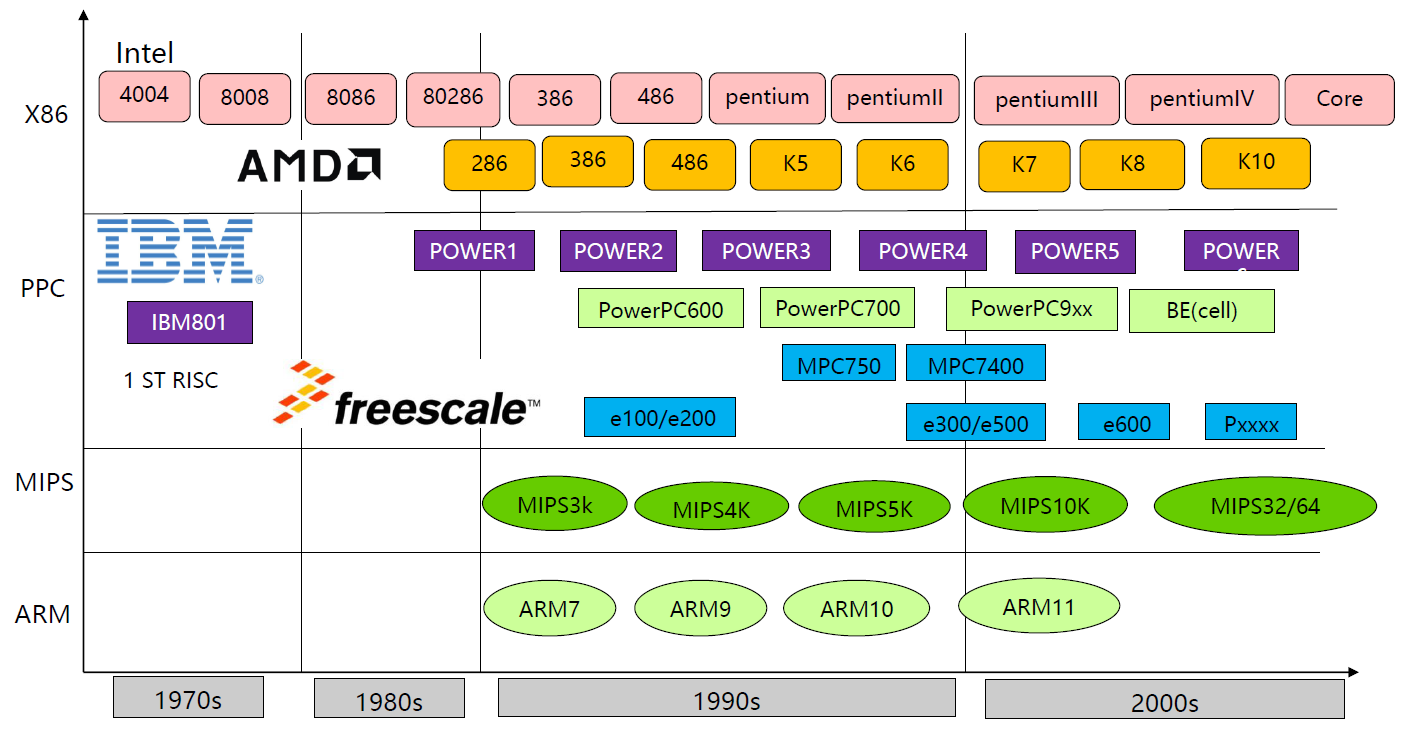 Intel
X86
4004
8008
8086
80286
386
486
pentium
pentiumII
pentiumIII
pentiumIV
Core
AMD
286
386
486
K5
K6
K7
K8
K10
IBM®
POWER1
POWER2
POWER3
POWER4
POWER5
POWER
PPC
IBM801
PowerPC600
PowerPC700
PowerPC9xx
BE(cell)
1 ST RISC
MPC750
MPC7400
freescale™
e100/e200
e300/e500
e600
Pxxxx
MIPS
MIPS3k
MIPS4K
MIPS5K
MIPS10K
MIPS32/64
ARM
ARM7
ARM9
ARM10
ARM11
1970s
1980s
1990s
2000s